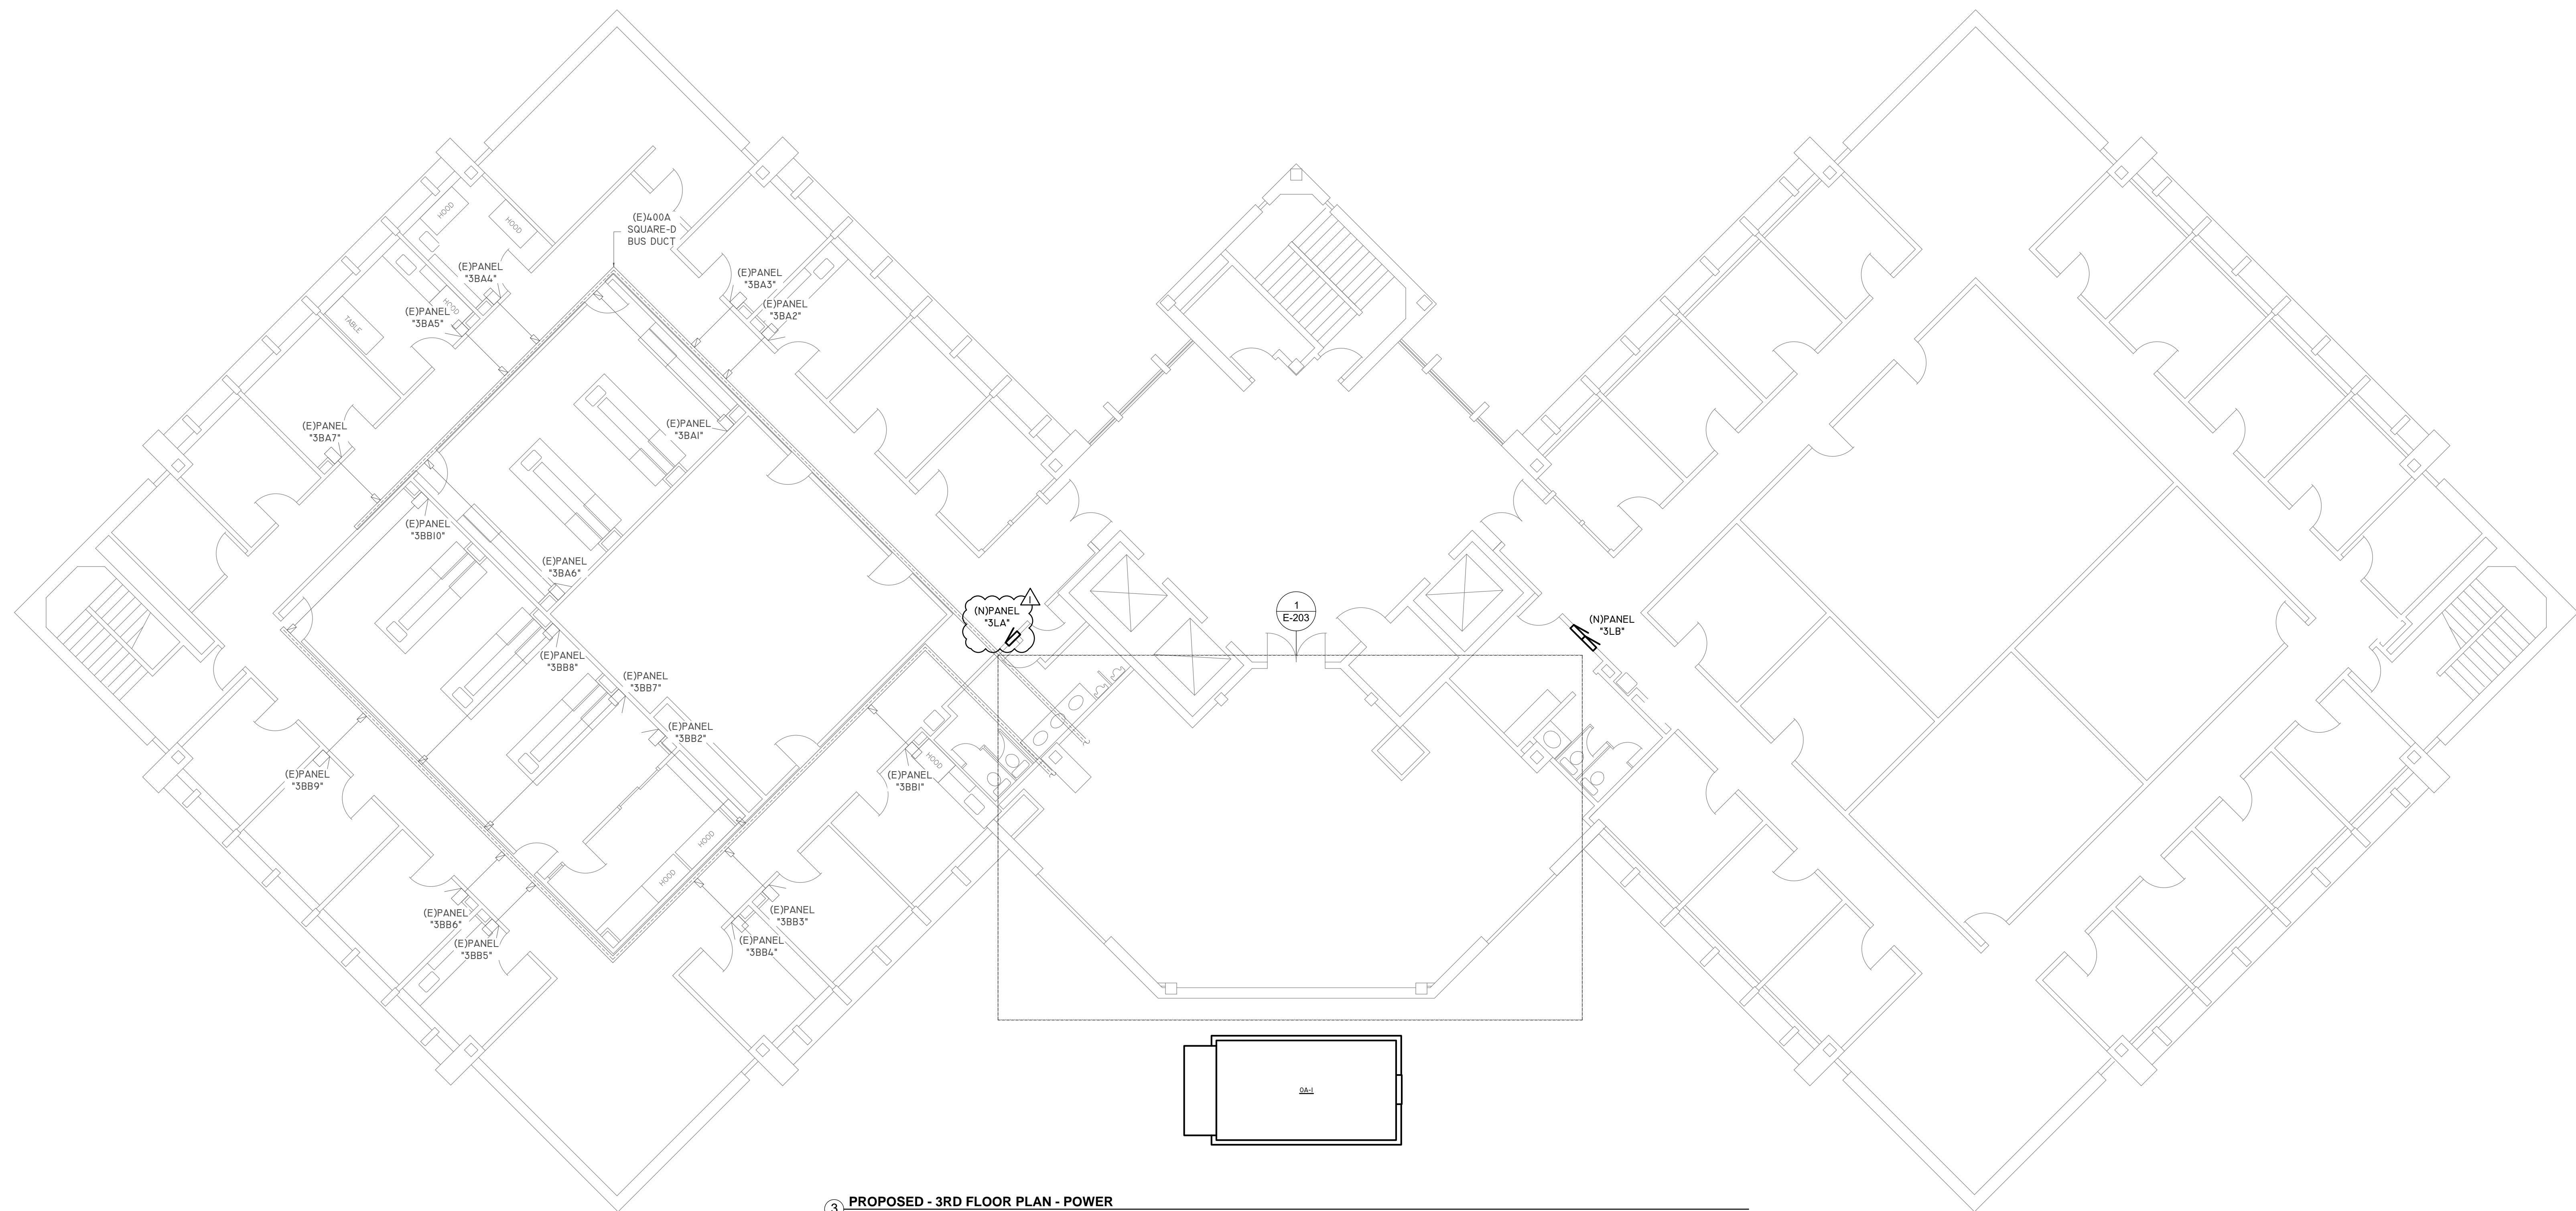 (E)400A
SQUARE-D
BUS DUCT
HOOD
HOOD
(E)PANEL
"3BA4"
(E)PANEL
"3BA3"
(E)PANEL
"3BA2"
HOOD
(E)PANEL
"3BA5"
TABLE
(E)PANEL
"3BA7"
(E)PANEL
"3BA1"
(E)PANEL
"3BB10"
(E)PANEL
"3BA6"
(N)PANEL
"3LA"
1
1
E-203
(N)PANEL
"3LB"
(E)PANEL
"3BB8"
(E)PANEL
"3BB7"
(E)PANEL
"3BB2"
(E)PANEL
"3BB9"
(E)PANEL
"3BB1"
HOOD
HOOD
HOOD
(E)PANEL
"3BB6"
(E)PANEL
"3BB3"
(E)PANEL
"3BB5"
(E)PANEL
"3BB4"
OA-1
3
PROPOSED - 3RD FLOOR PLAN - POWER